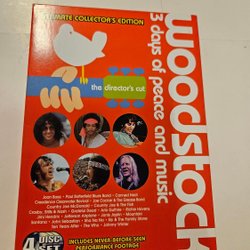 ULTIMATE COLLECTOR'S EDITION
woodstock
3 days of peace and music
the director's cut
Joan Baez • Paul Butterfield Blues Band • Canned Heat
Creedence Clearwater Revival • Joe Cocker & The Grease Band
Country Joe McDonald • Country Joe & The Fish
Crosby, Stills & Nash • Grateful Dead • Arlo Guthrie • Richie Havens
Jimi Hendrix • Jefferson Airplane • Janis Joplin • Mountain
Santana • John Sebastian • Sha Na Na • Sly & The Family Stone
Ten Years After • The Who • Johnny Winter
4 DISC
SET
INCLUDES NEVER-BEFORE-SEEN
PERFORMANCE FOOTAGE